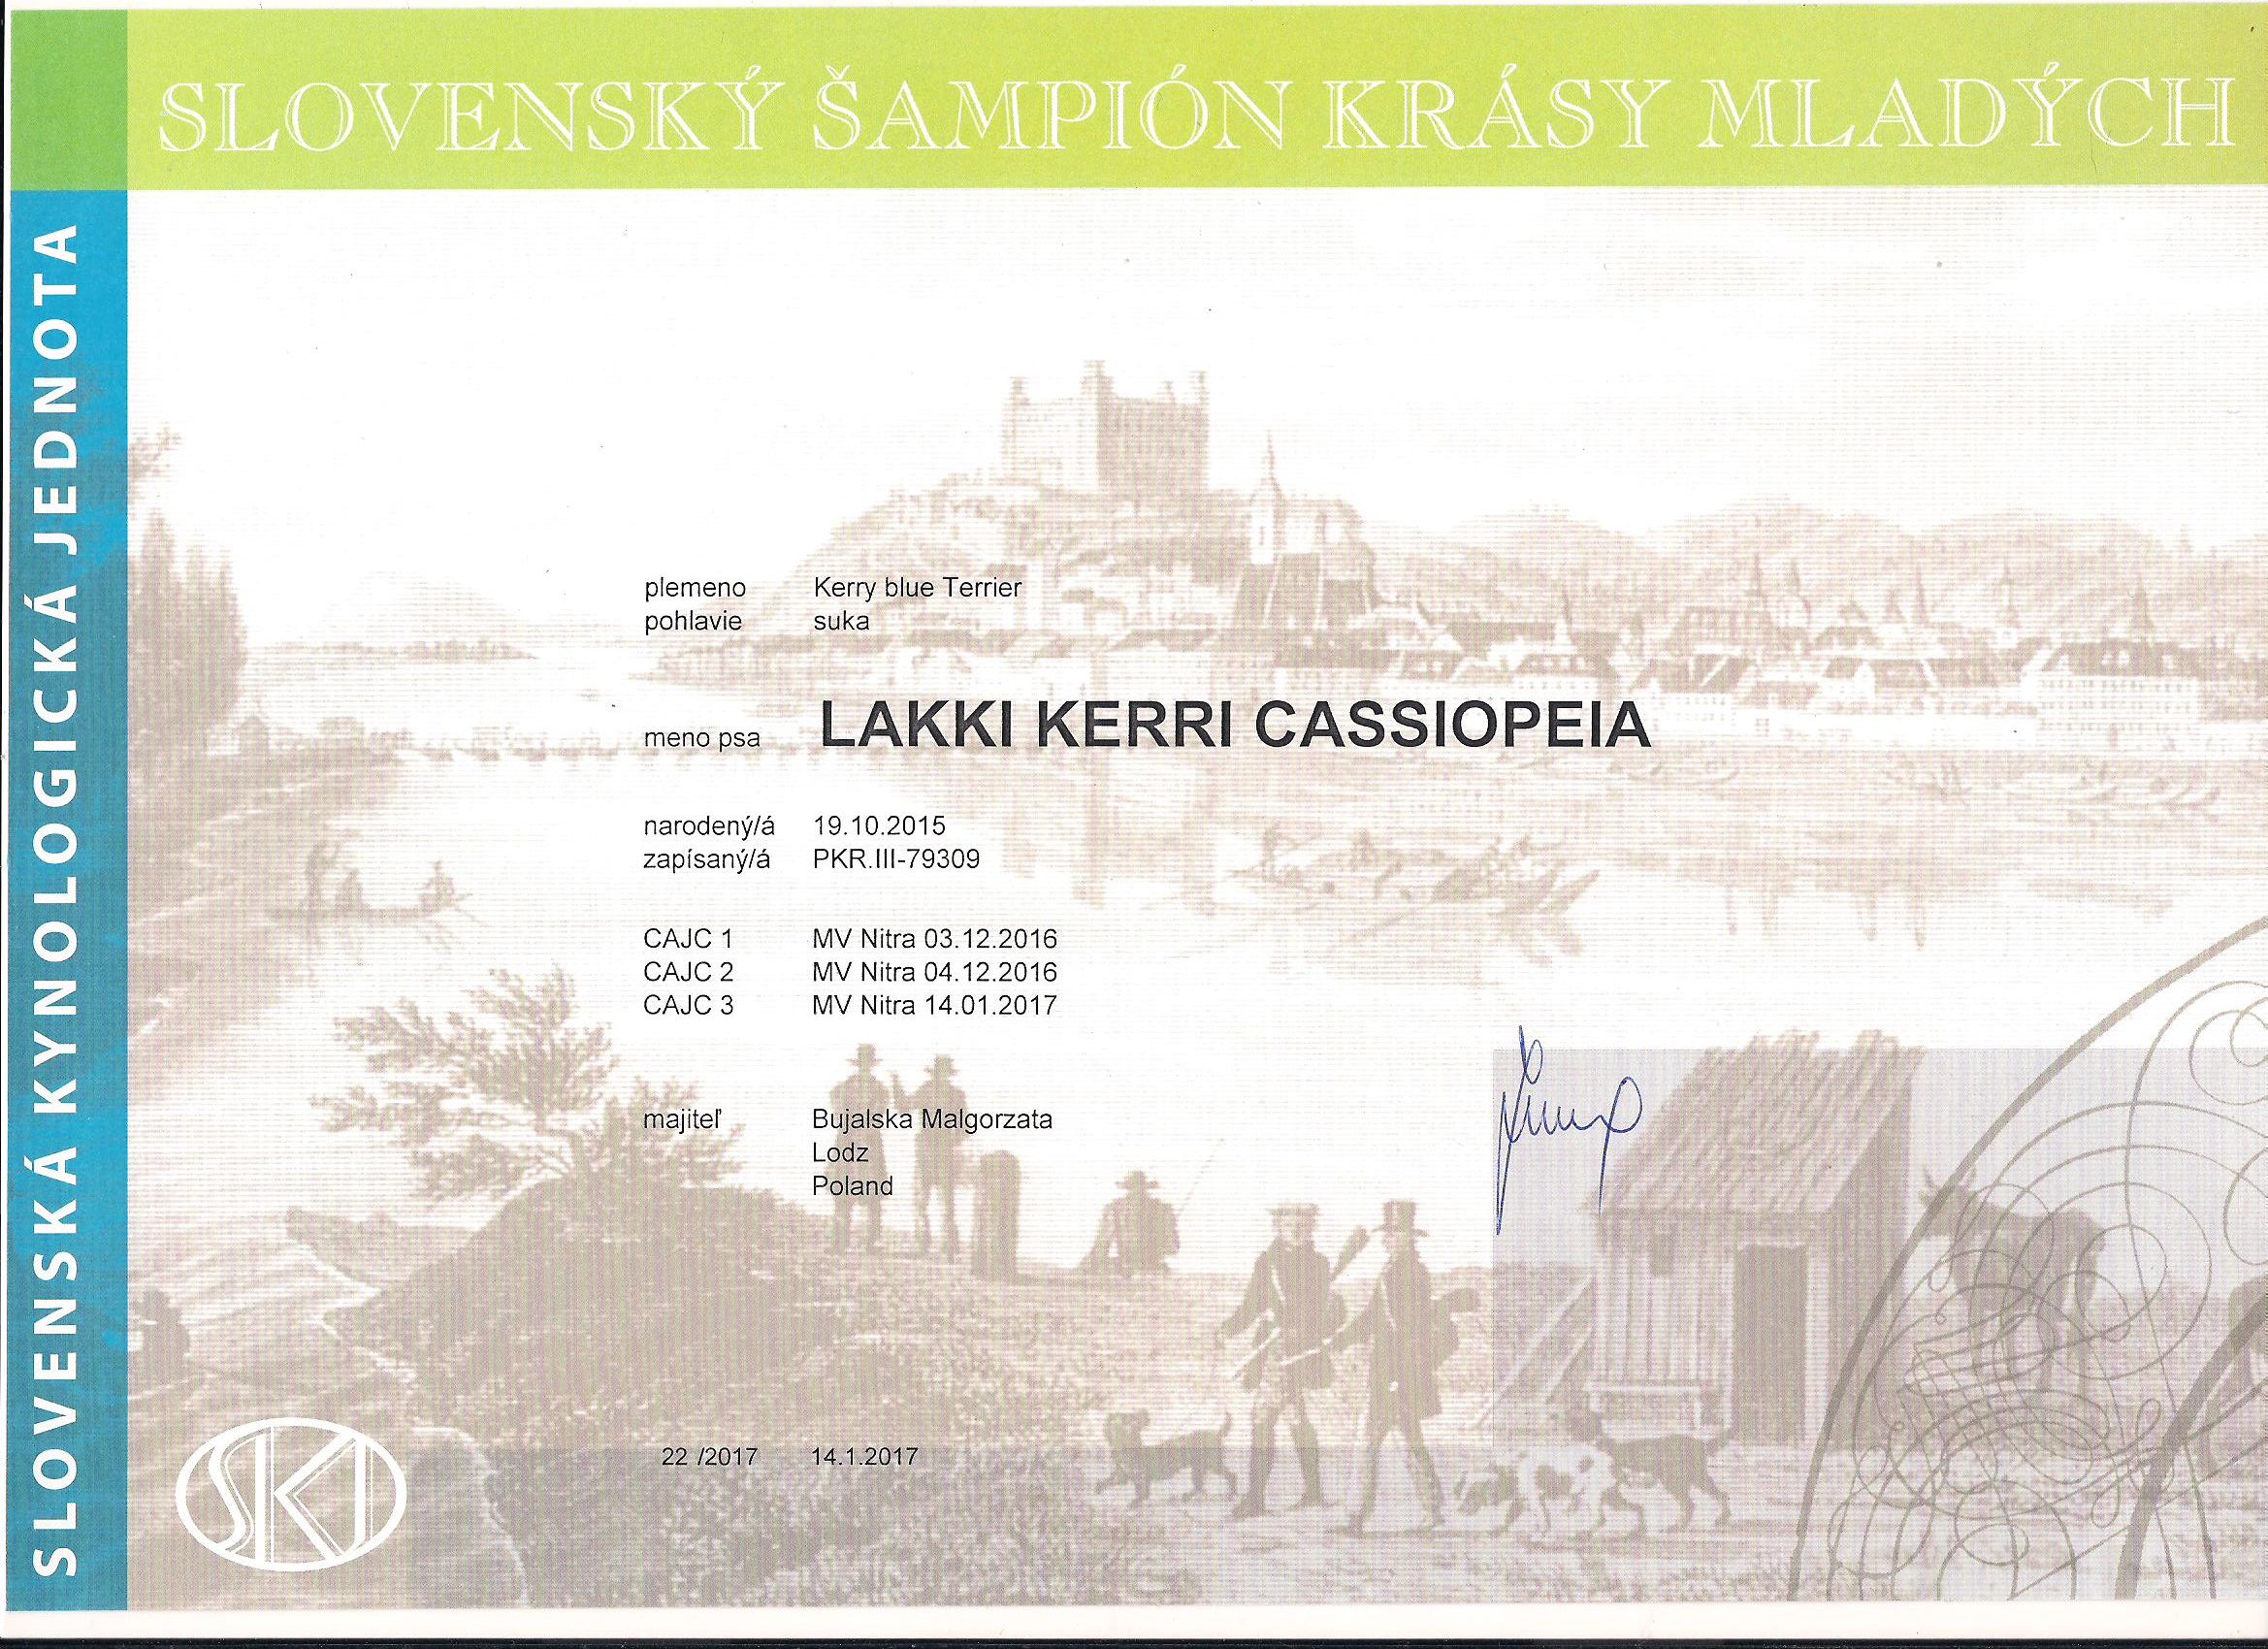 SLOVENSKÝ ŠAMPIÓN KRÁSY MLADÝCH
SLOVENSKÁ KYNOLOGICKÁ JEDNOTA
plemeno Kerry blue Terrier
pohlavie suka
meno psa LAKKI KERRI CASSIOPEIA
narodený/á 19.10.2015
zapísaný/á PKR.III-79309
CAJC 1 MV Nitra 03.12.2016
CAJC 2 MV Nitra 04.12.2016
CAJC 3 MV Nitra 14.01.2017
majiteľ Bujalska Malgorzata
Lodz
Poland
22 /2017 14.1.2017
SKJ